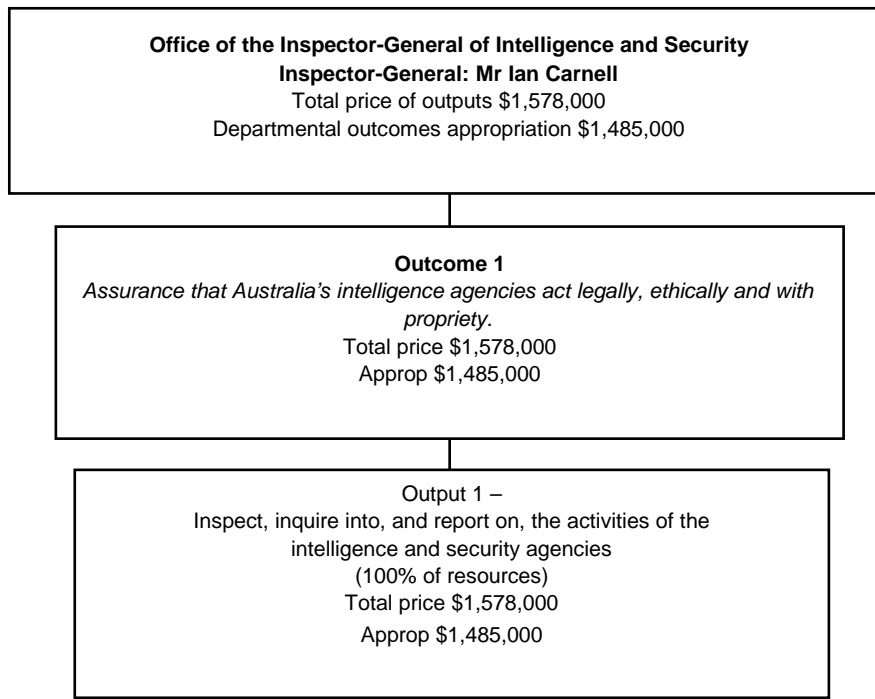 Office of the Inspector-General of Intelligence and Security
Inspector-General: Mr Ian Carnell
Total price of outputs $1,578,000
Departmental outcomes appropriation $1,485,000
Outcome 1
Assurance that Australia's intelligence agencies act legally, ethically and with
propriety.
Total price $1,578,000
Approp $1,485,000
Output 1 –
Inspect, inquire into, and report on, the activities of the
intelligence and security agencies
(100% of resources)
Total price $1,578,000
Approp $1,485,000